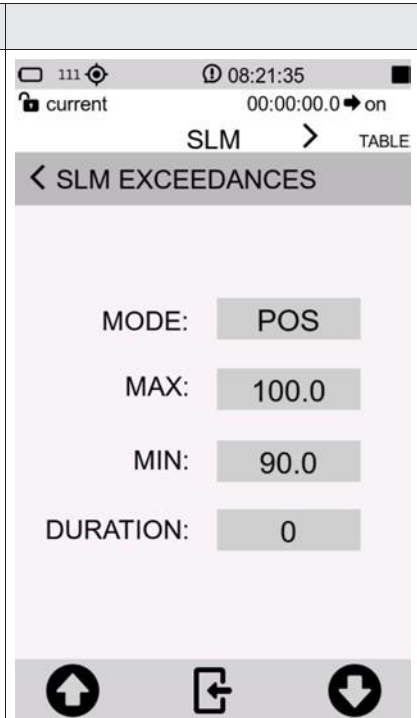 111 08:21:35
current 00:00:00.0 on
SLM > TABLE
< SLM EXCEEDANCES
MODE: POS
MAX: 100.0
MIN: 90.0
DURATION: 0